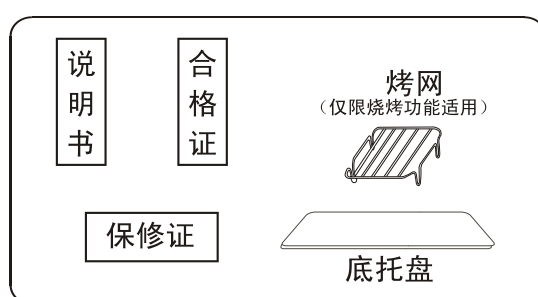 说明书
合格证
烤网
（仅限烧烤功能适用）
保修证
底托盘